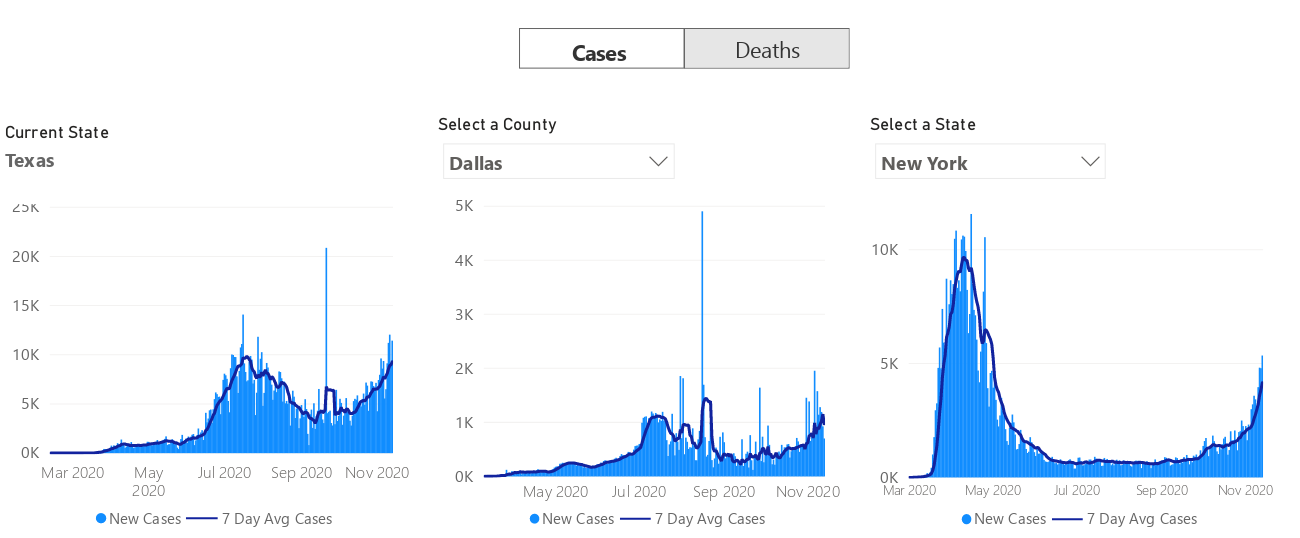 Cases Deaths
Current State
Texas
25K
20K
15K
10K
5K
0K
Mar 2020 May 2020 Jul 2020 Sep 2020 Nov 2020
New Cases 7 Day Avg Cases
Select a County
Dallas
5K
4K
3K
2K
1K
0K
May 2020 Jul 2020 Sep 2020 Nov 2020
New Cases 7 Day Avg Cases
Select a State
New York
10K
5K
0K
Mar 2020 May 2020 Jul 2020 Sep 2020 Nov 2020
New Cases 7 Day Avg Cases